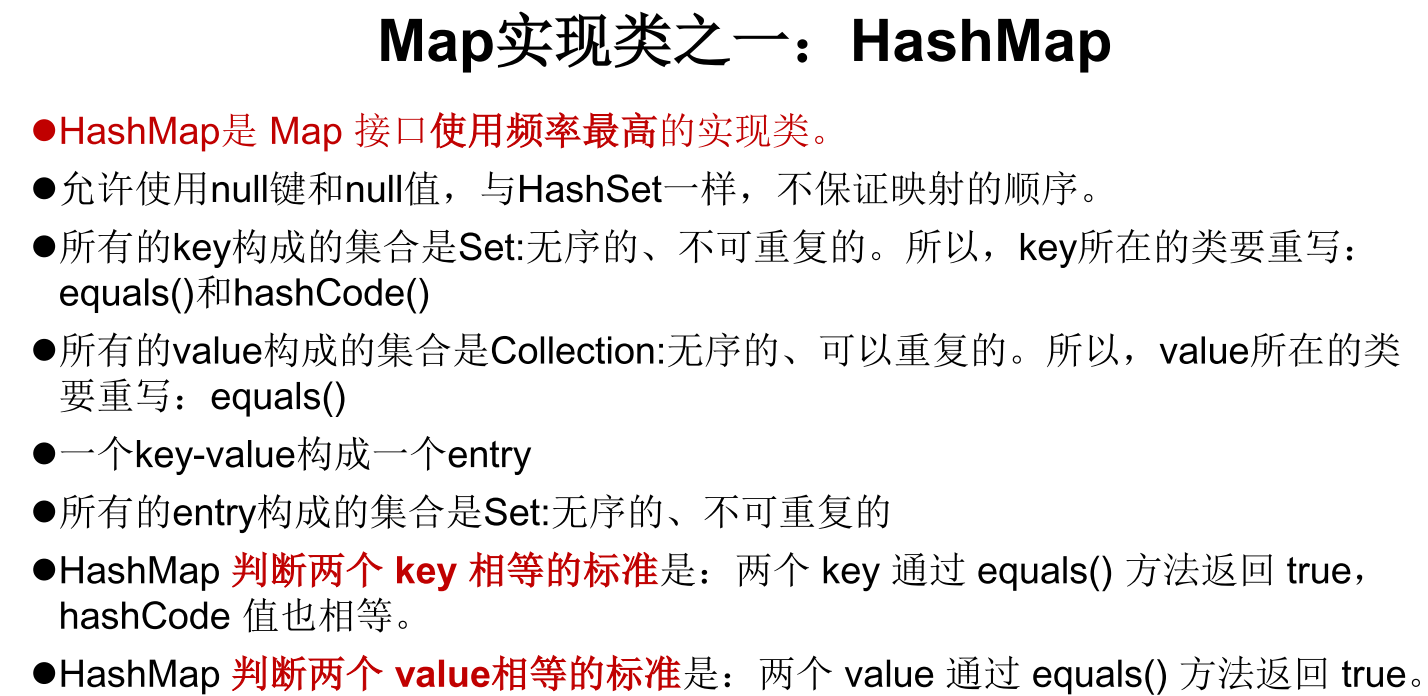 Map实现类之一：HashMap
●HashMap是 Map 接口使用频率最高的实现类。
●允许使用null键和null值，与HashSet一样，不保证映射的顺序。
●所有的key构成的集合是Set:无序的、不可重复的。所以，key所在的类要重写：
equals()和hashCode()
●所有的value构成的集合是Collection:无序的、可以重复的。所以，value所在的类
要重写：equals()
●一个key-value构成一个entry
●所有的entry构成的集合是Set:无序的、不可重复的
●HashMap 判断两个 key 相等的标准是：两个 key 通过 equals() 方法返回 true，
hashCode 值也相等。
●HashMap 判断两个 value相等的标准是：两个 value 通过 equals() 方法返回 true。